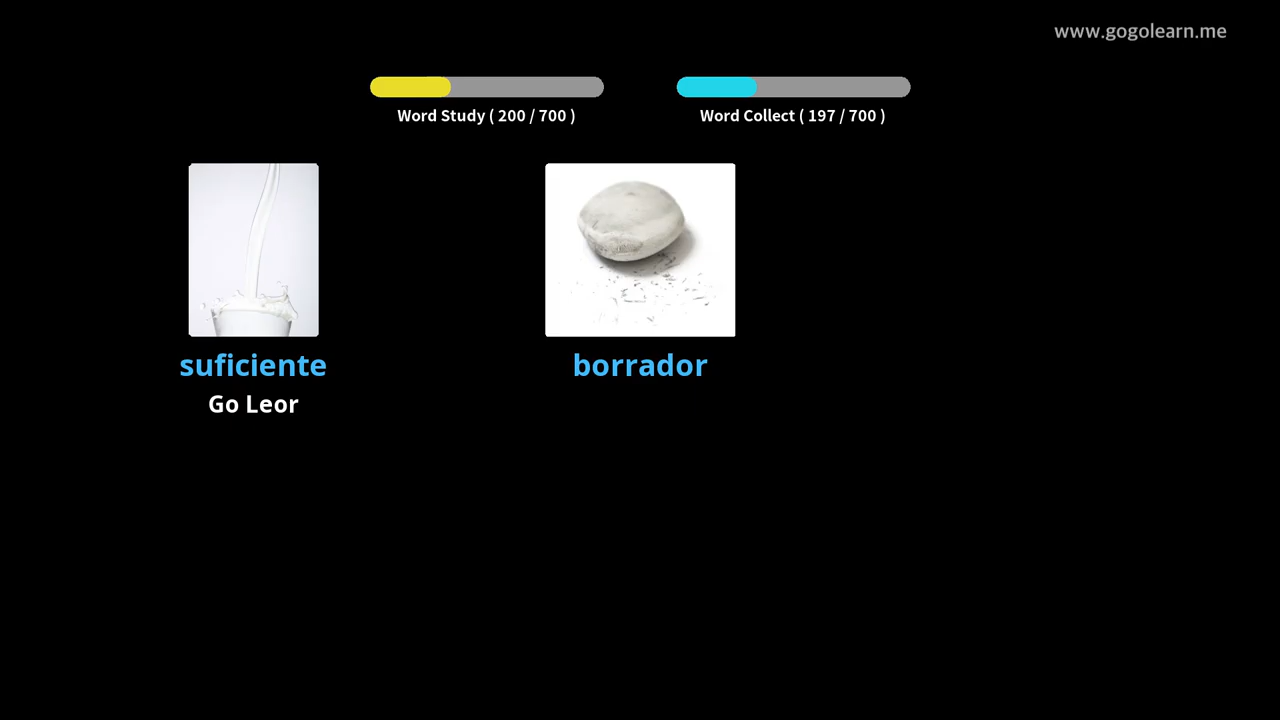 www.gogolearn.me
Word Study ( 200 / 700 )
Word Collect ( 197 / 700 )
suficiente
Go Leor
borrador